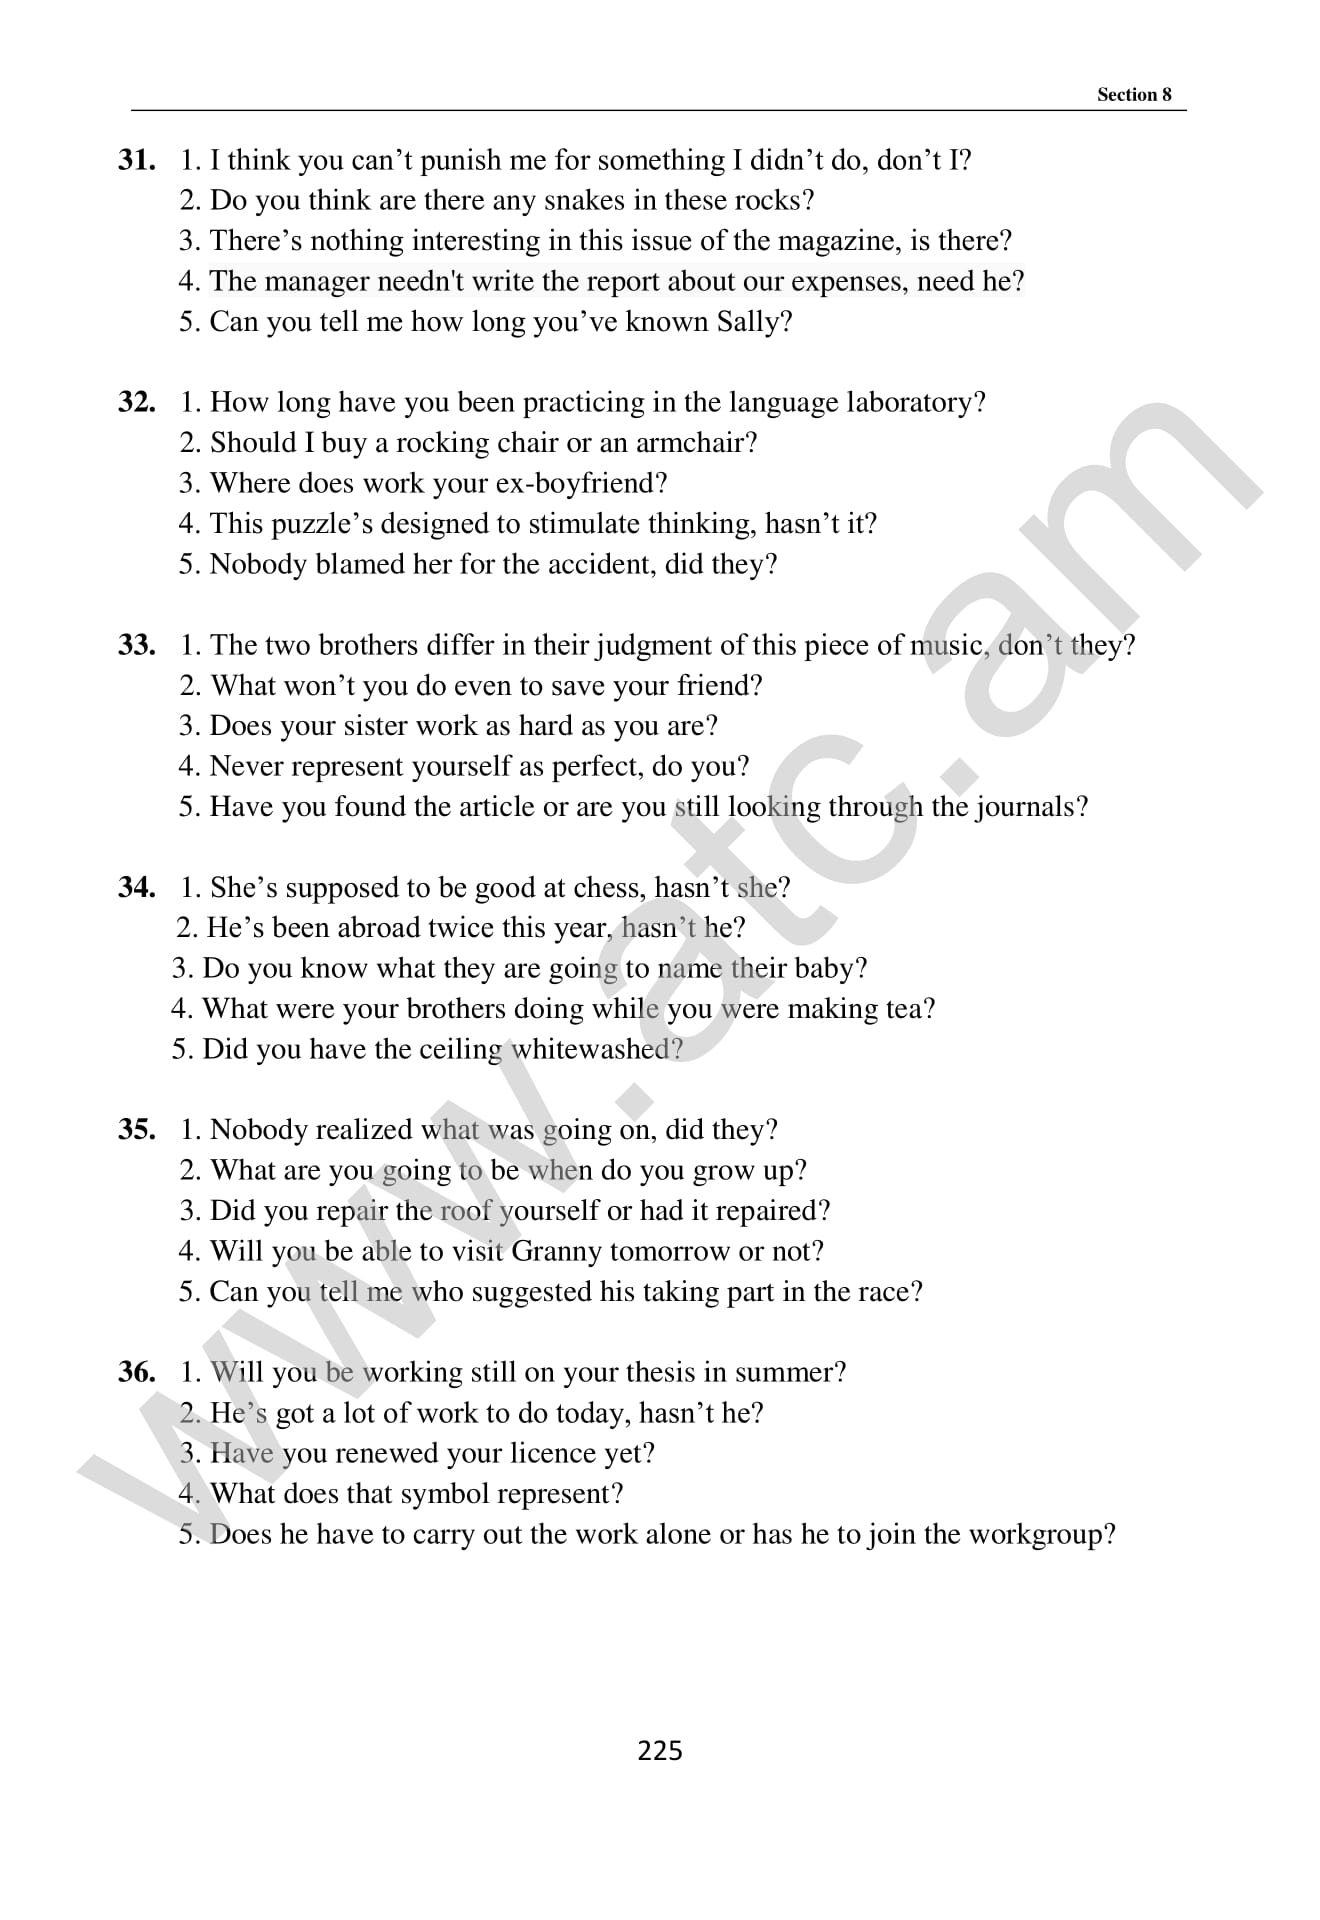 Section 8
31. 1. I think you can’t punish me for something I didn’t do, don’t I?
2. Do you think are there any snakes in these rocks?
3. There’s nothing interesting in this issue of the magazine, is there?
4. The manager needn't write the report about our expenses, need he?
5. Can you tell me how long you’ve known Sally?
32. 1. How long have you been practicing in the language laboratory?
2. Should I buy a rocking chair or an armchair?
3. Where does work your ex-boyfriend?
4. This puzzle’s designed to stimulate thinking, hasn’t it?
5. Nobody blamed her for the accident, did they?
33. 1. The two brothers differ in their judgment of this piece of music, don’t they?
2. What won’t you do even to save your friend?
3. Does your sister work as hard as you are?
4. Never represent yourself as perfect, do you?
5. Have you found the article or are you still looking through the journals?
34. 1. She’s supposed to be good at chess, hasn’t she?
2. He’s been abroad twice this year, hasn’t he?
3. Do you know what they are going to name their baby?
4. What were your brothers doing while you were making tea?
5. Did you have the ceiling whitewashed?
35. 1. Nobody realized what was going on, did they?
2. What are you going to be when do you grow up?
3. Did you repair the roof yourself or had it repaired?
4. Will you be able to visit Granny tomorrow or not?
5. Can you tell me who suggested his taking part in the race?
36. 1. Will you be working still on your thesis in summer?
2. He’s got a lot of work to do today, hasn’t he?
3. Have you renewed your licence yet?
4. What does that symbol represent?
5. Does he have to carry out the work alone or has he to join the workgroup?
225
www.atc.am